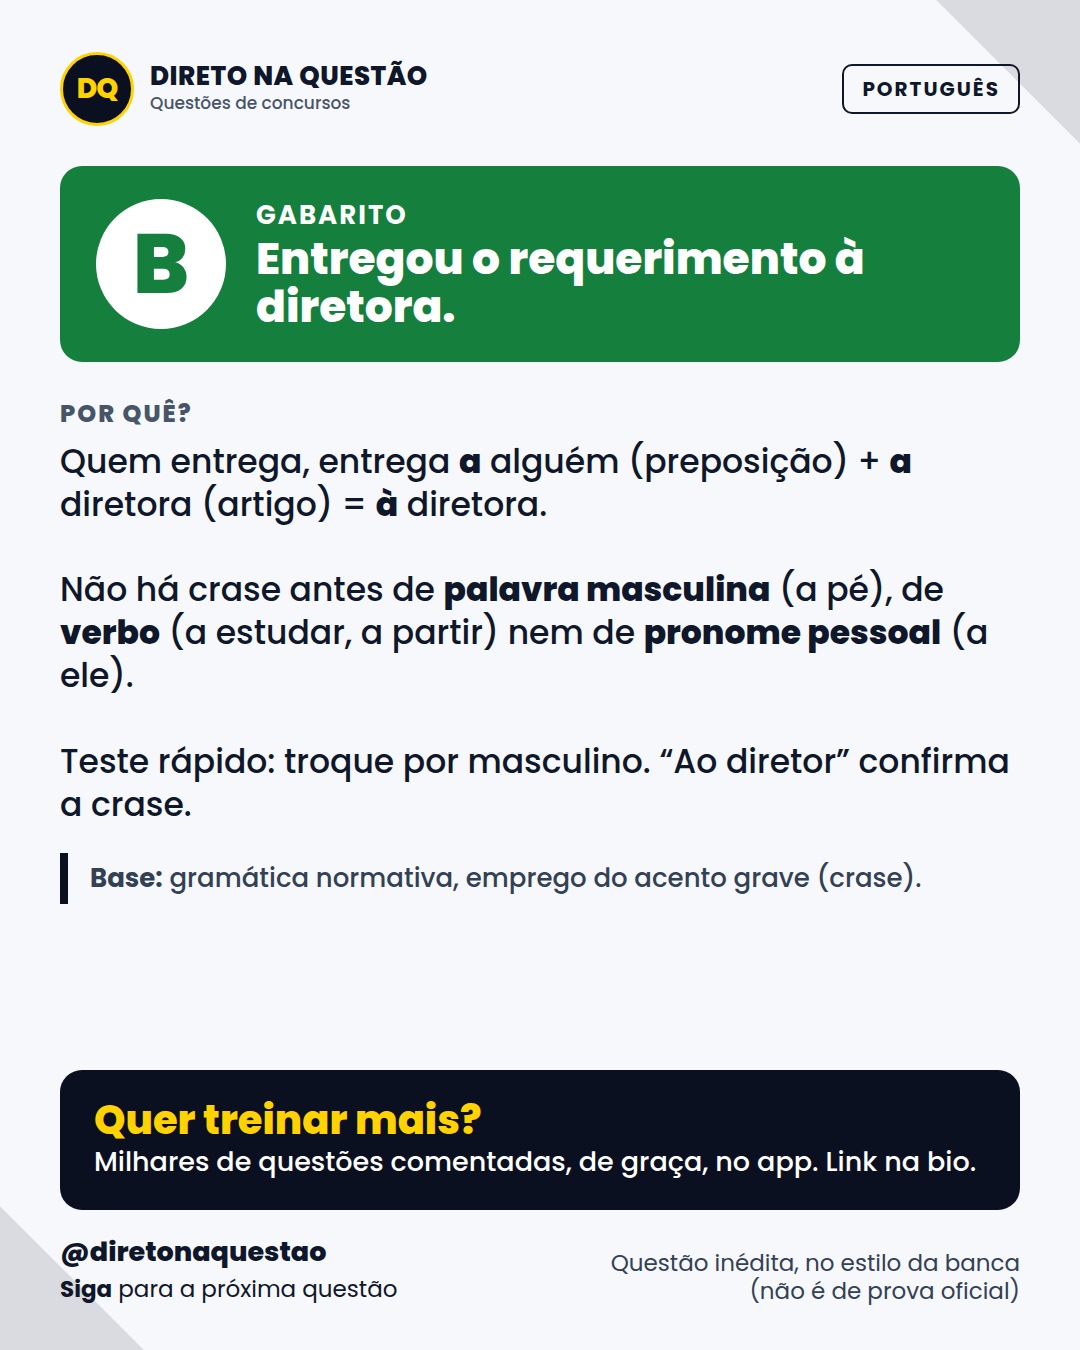 DQ
DIRETO NA QUESTÃO
Questões de concursos
PORTUGUÊS
B
GABARITO
Entregou o requerimento à
diretora.
POR QUÊ?
Quem entrega, entrega a alguém (preposição) + a
diretora (artigo) = à diretora.
Não há crase antes de palavra masculina (a pé), de
verbo (a estudar, a partir) nem de pronome pessoal (a
ele).
Teste rápido: troque por masculino. “Ao diretor” confirma
a crase.
Base: gramática normativa, emprego do acento grave (crase).
Quer treinar mais?
Milhares de questões comentadas, de graça, no app. Link na bio.
@diretonaquestao
Siga para a próxima questão
Questão inédita, no estilo da banca
(não é de prova oficial)